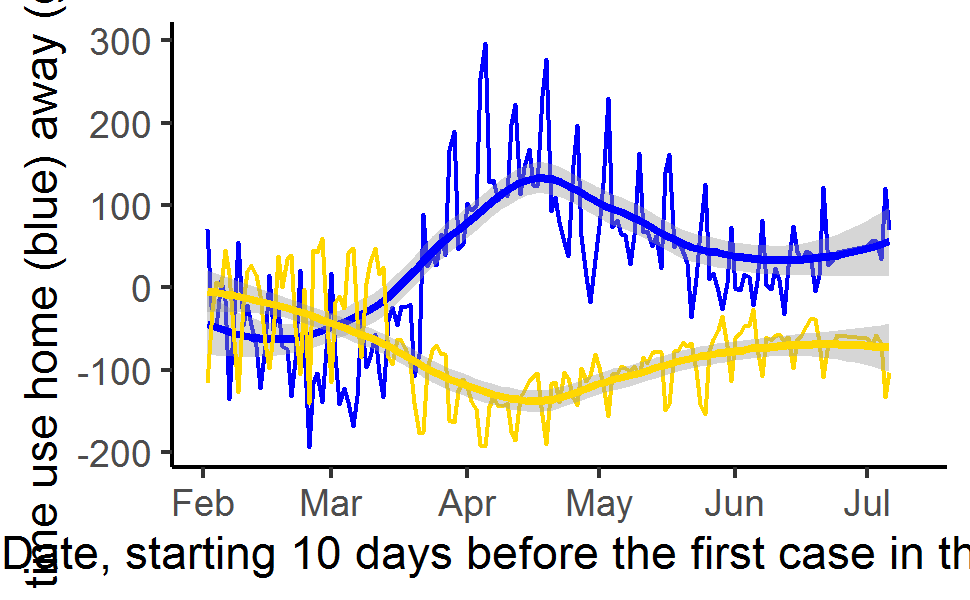 time use home (blue) away (
300
200
100
0
-100
-200
Feb Mar Apr May Jun Jul
Date, starting 10 days before the first case in th